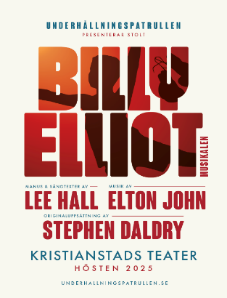 UNDERHÅLLNINGSPATRULLEN
PRESENTERAR STOLT
BILLY
ELLIOT
MUSIKALEN
MANUS & SÅNGTEXTER AV
MUSIK AV
LEE HALL ELTON JOHN
ORIGINALUPPSÄTTNING AV
STEPHEN DALDRY
KRISTIANSTADS TEATER
HÖSTEN 2025
UNDERHALLNINGSPATRULLEN.SE